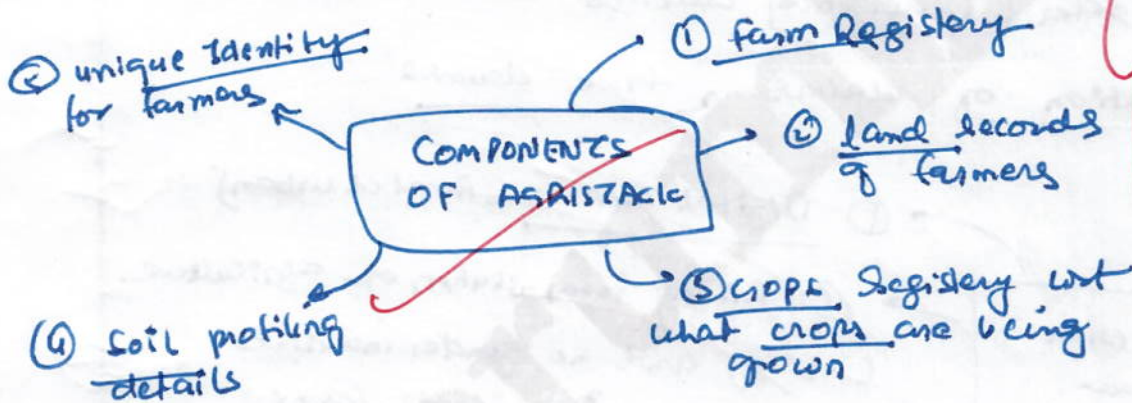 ① Farm Registery
② land records
of farmers
③ crops Registery wrt
what crops are being
grown
④ Soil profiling
details
⑤ unique Identity
for farmers
COMPONENTS
OF AGRISTACK